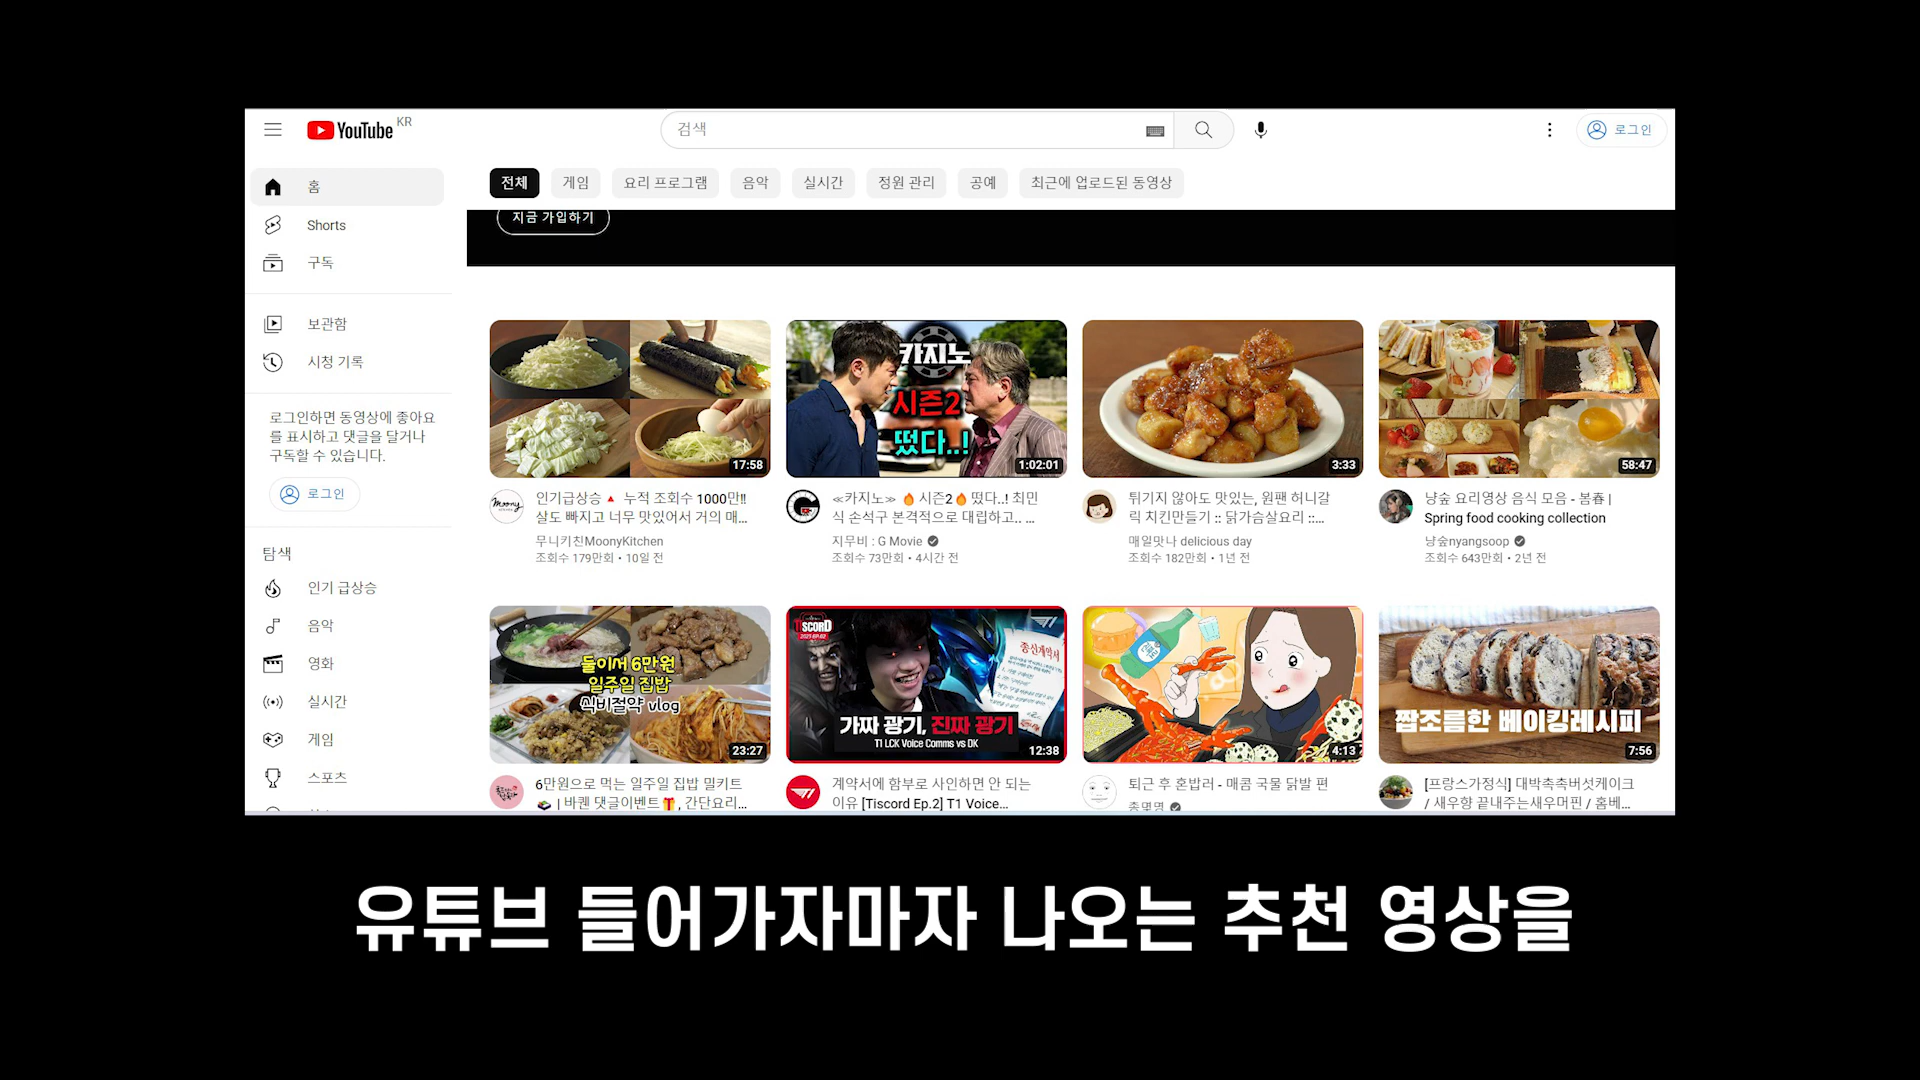 YouTube KR
검색
로그인
홈
Shorts
구독
보관함
시청 기록
로그인하면 동영상에 좋아요
를 표시하고 댓글을 달거나
구독할 수 있습니다.
로그인
탐색
인기 급상승
음악
영화
실시간
게임
스포츠
전체 게임 요리 프로그램 음악 실시간 정원 관리 공예 최근에 업로드된 동영상
지금 가입하기
17:58
인기급상승🔺 누적 조회수 1000만!!
살도 빠지고 너무 맛있어서 거의 매...
무니키친MoonyKitchen
조회수 179만회 • 10일 전
카지노
시즌2
떴다..!
1:02:01
≪카지노≫ 🔥시즌2🔥떴다..! 최민
식 손석구 본격적으로 대립하고.. ...
지무비 : G Movie
조회수 73만회 • 4시간 전
3:33
튀기지 않아도 맛있는, 원팬 허니갈
릭 치킨만들기 :: 닭가슴살요리 ::...
매일맛나 delicious day
조회수 182만회 • 1년 전
58:47
냥숲 요리영상 음식 모음 - 봄春 |
Spring food cooking collection
냥숲nyangsoop
조회수 643만회 • 2년 전
둘이서 6만원
일주일 집밥
식비절약 vlog
23:27
6만원으로 먹는 일주일 집밥 밀키트
🍱 | 바퀜 댓글이벤트🎁, 간단요리...
TISCORD
종신계약서
가짜 광기, 진짜 광기
T1 LCK Voice Comms vs DK
12:38
계약서에 함부로 사인하면 안 되는
이유 [Tiscord Ep.2] T1 Voice...
4:13
퇴근 후 혼밥러 - 매콤 국물 닭발 편
총몇명
짭조름한 베이킹레시피
7:56
[프랑스가정식] 대박촉촉버섯케이크
/ 새우향 끝내주는새우머핀 / 홈베...
유튜브 들어가자마자 나오는 추천 영상을